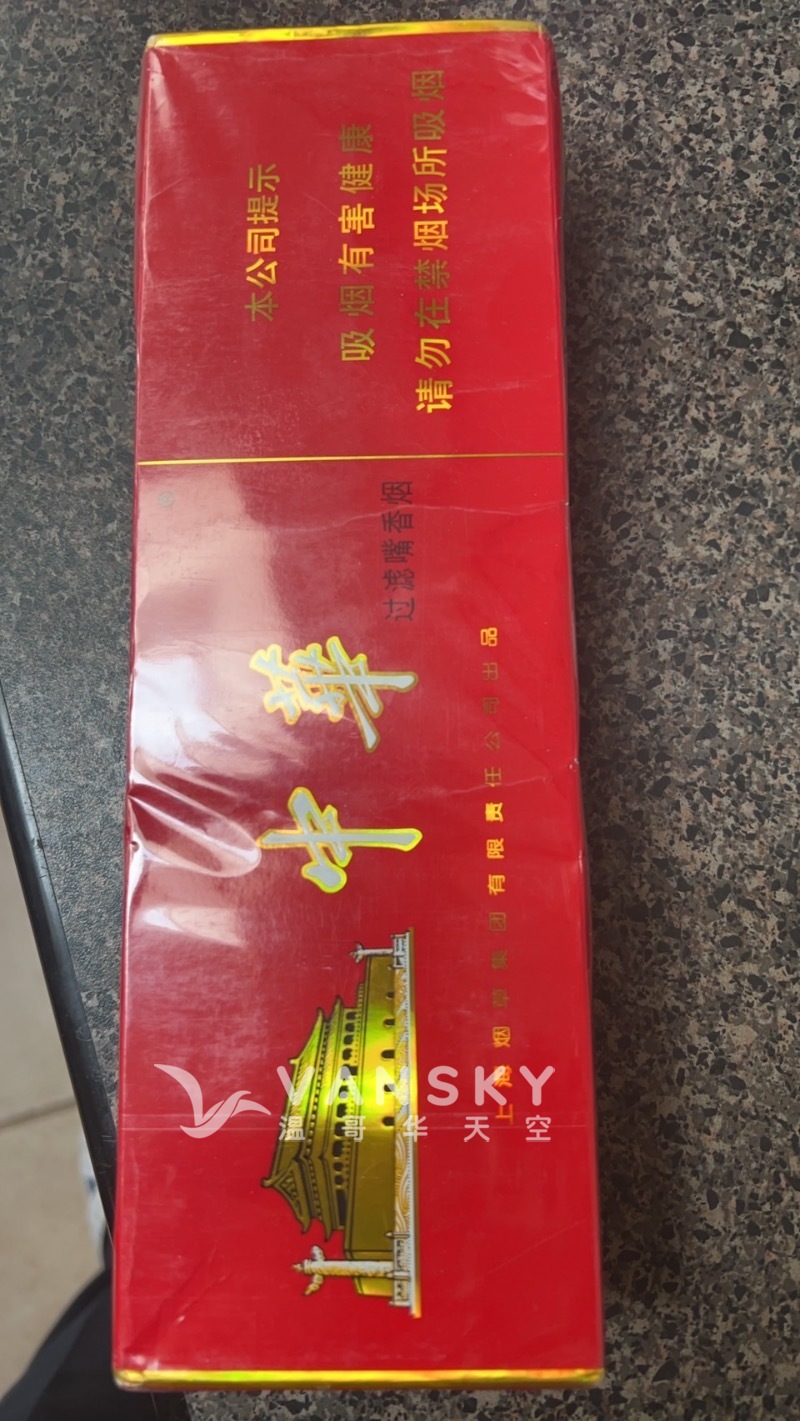 本公司提示
吸烟有害健康
请勿在禁烟场所吸烟
中華
过滤嘴香烟
上海烟草集团有限责任公司出品
VANSKY
温哥华天空